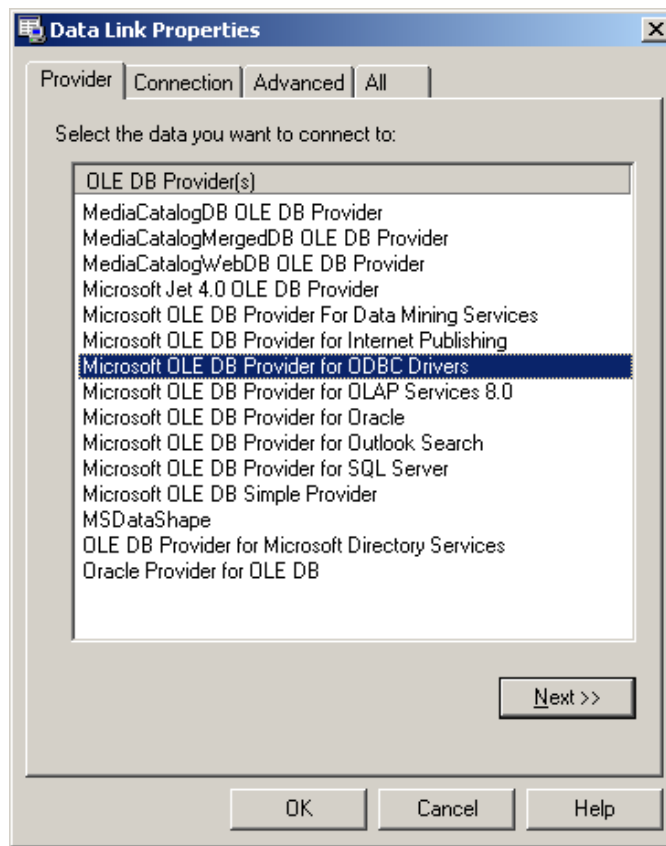 Data Link Properties
Provider Connection Advanced All
Select the data you want to connect to:
OLE DB Provider(s)
MediaCatalogDB OLE DB Provider
MediaCatalogMergedDB OLE DB Provider
MediaCatalogWebDB OLE DB Provider
Microsoft Jet 4.0 OLE DB Provider
Microsoft OLE DB Provider For Data Mining Services
Microsoft OLE DB Provider for Internet Publishing
Microsoft OLE DB Provider for ODBC Drivers
Microsoft OLE DB Provider for OLAP Services 8.0
Microsoft OLE DB Provider for Oracle
Microsoft OLE DB Provider for Outlook Search
Microsoft OLE DB Provider for SQL Server
Microsoft OLE DB Simple Provider
MSDataShape
OLE DB Provider for Microsoft Directory Services
Oracle Provider for OLE DB
Next >>
OK Cancel Help